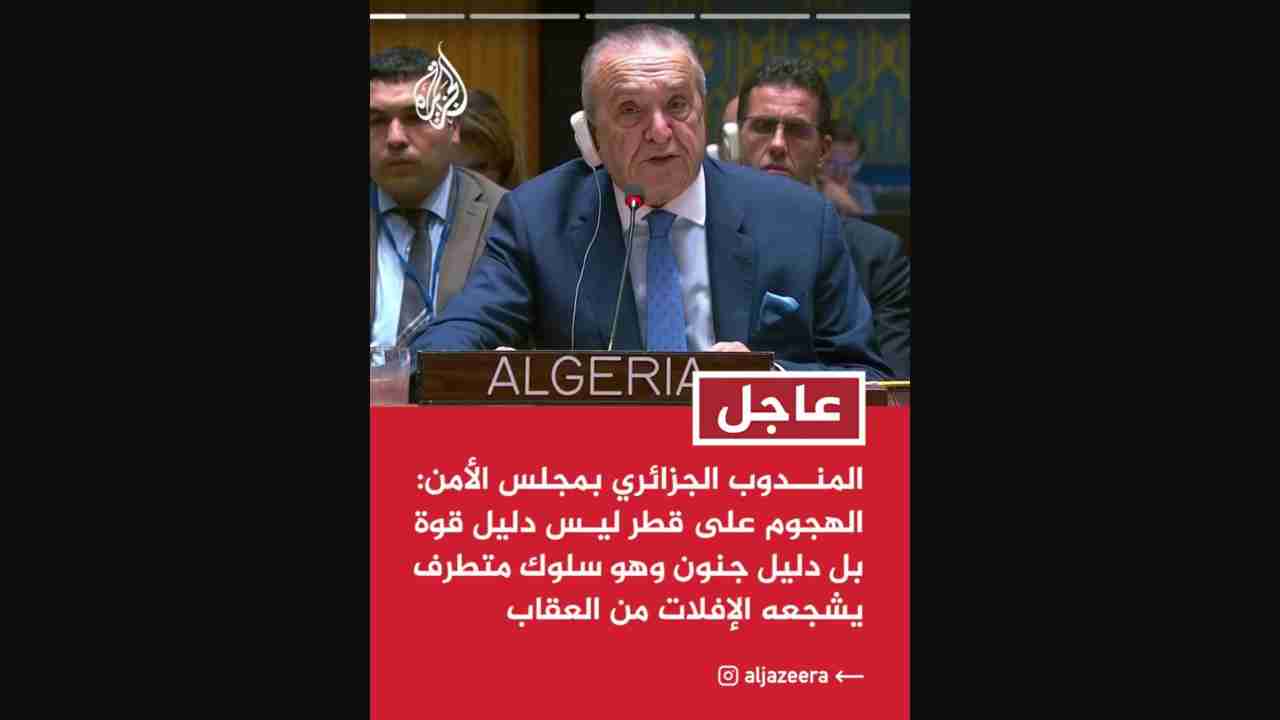 الجزيرة
ALGERIA
عاجل
المندوب الجزائري بمجلس الأمن:
الهجوم على قطر ليس دليل قوة
بل دليل جنون وهو سلوك متطرف
يشجعه الإفلات من العقاب
aljazeera